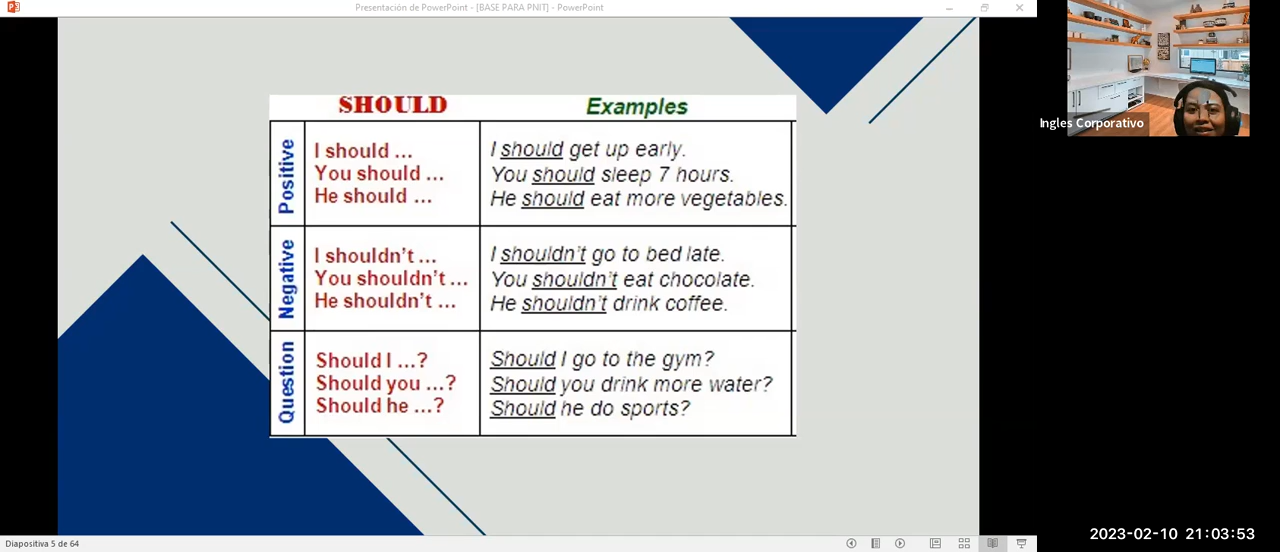 Presentación de PowerPoint - [BASE PARA PNIT] - PowerPoint
Ingles Corporativo
SHOULD Examples
Positive
I should ... I should get up early.
You should ... You should sleep 7 hours.
He should ... He should eat more vegetables.
Negative
I shouldn't ... I shouldn't go to bed late.
You shouldn't ... You shouldn't eat chocolate.
He shouldn't ... He shouldn't drink coffee.
Question
Should I ...? Should I go to the gym?
Should you ...? Should you drink more water?
Should he ...? Should he do sports?
2023-02-10 21:03:53
Diapositiva 5 de 64